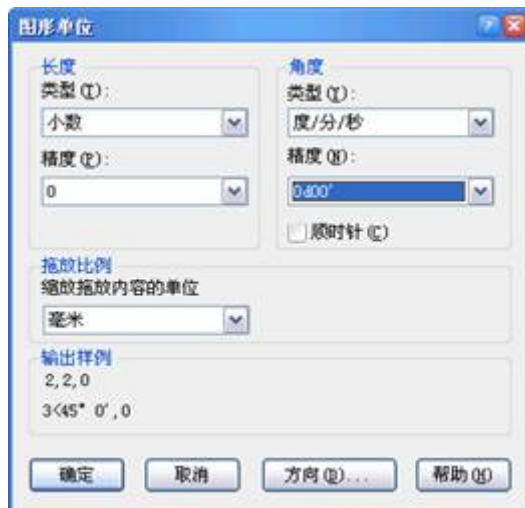 图形单位
长度
类型(T):
小数
精度(P):
0
角度
类型(Y):
度/分/秒
精度(N):
0d00'
顺时针(C)
拖放比例
缩放拖放内容的单位
毫米
输出样例
2,2,0
3<45° 0',0
确定 取消 方向(D)... 帮助(H)